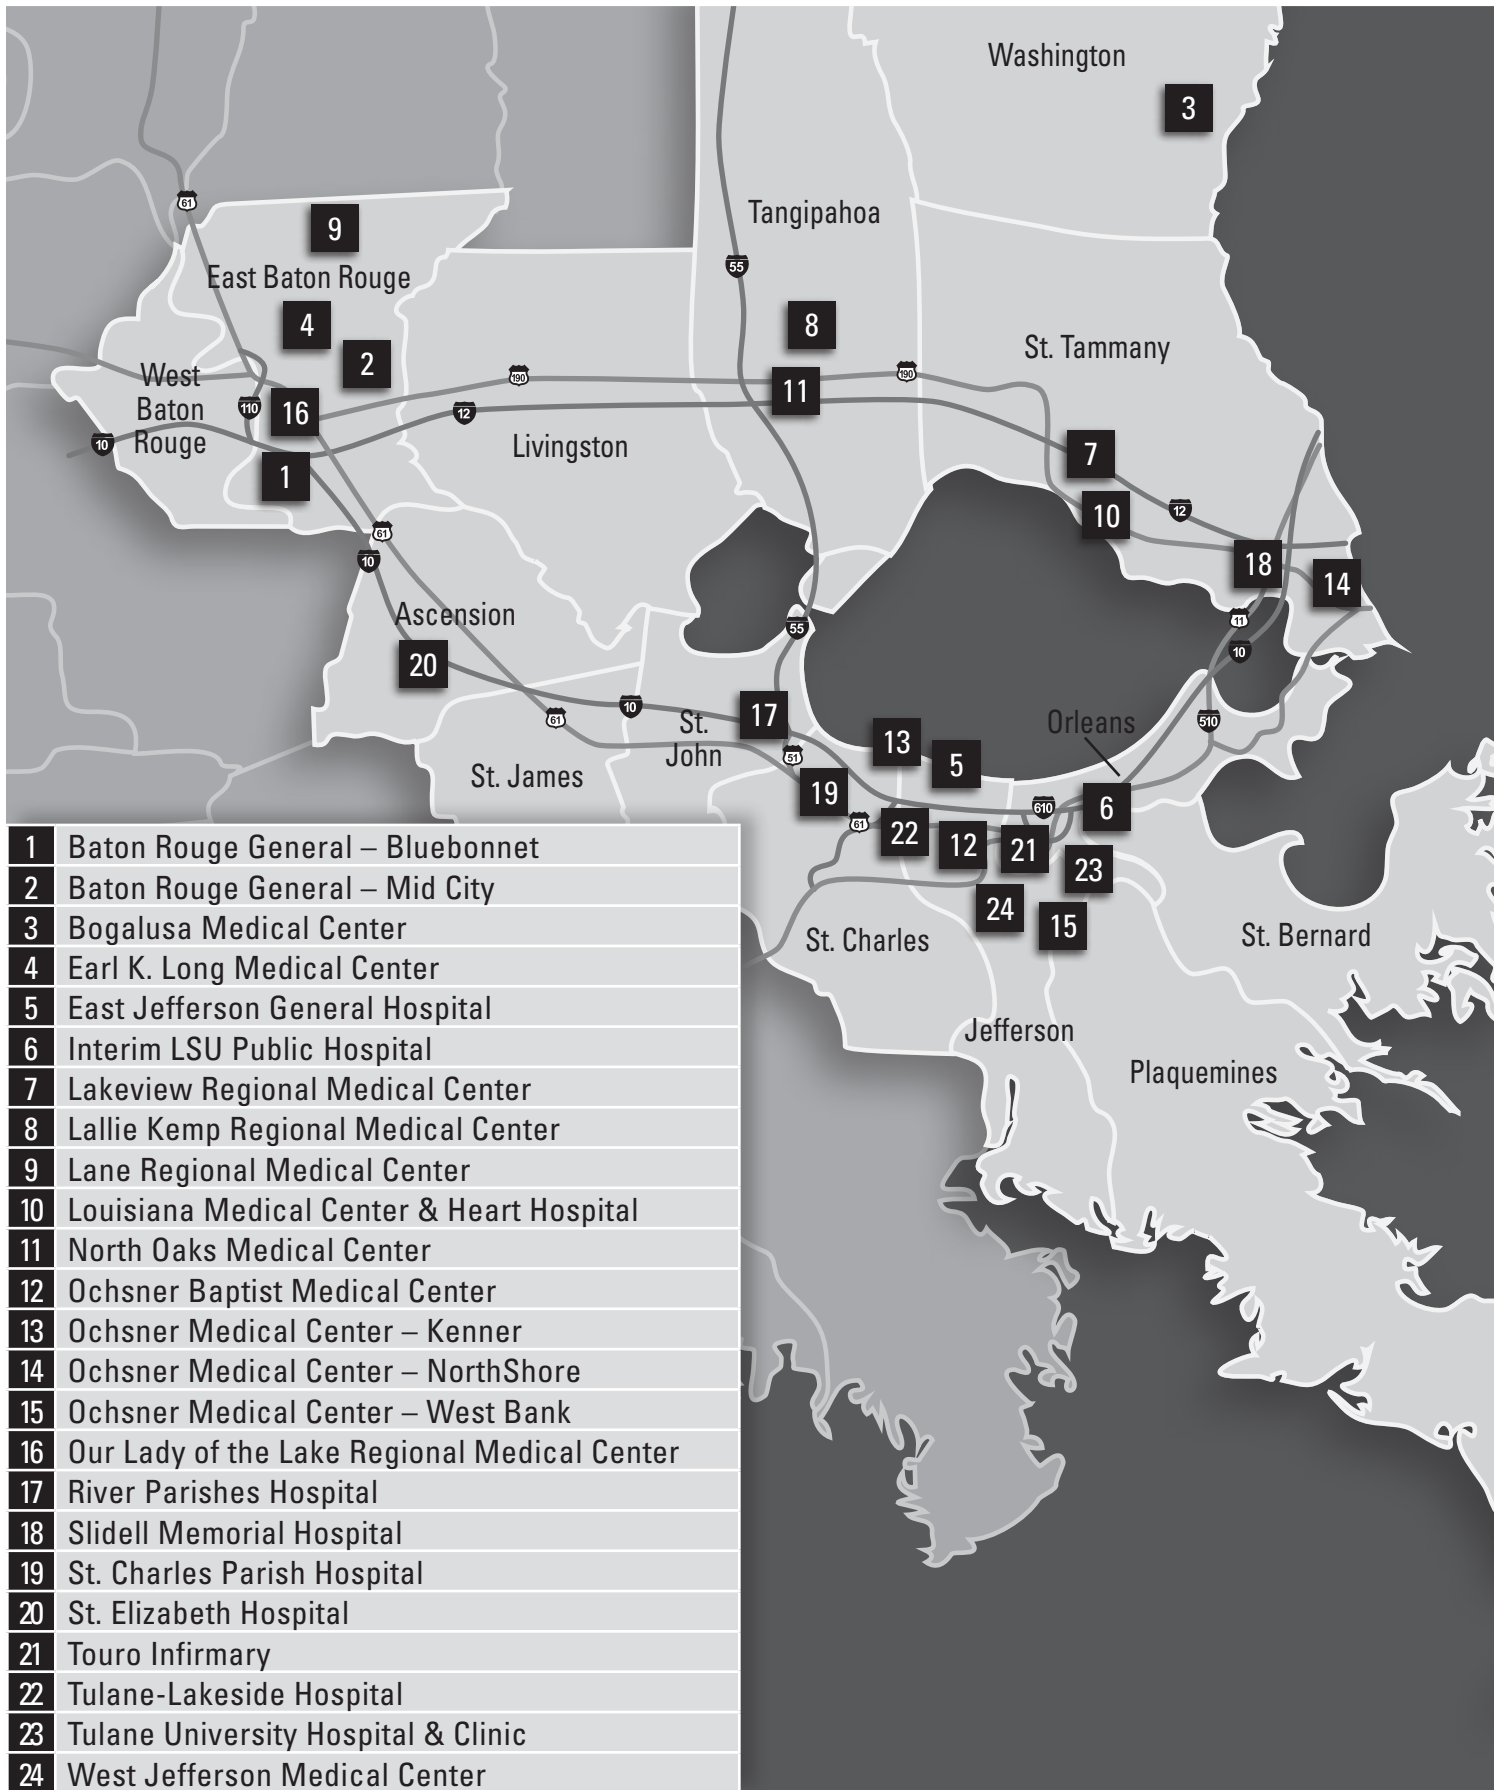 Washington
3
61
9
Tangipahoa
East Baton Rouge
55
4
8
2
St. Tammany
West
Baton
Rouge
190
190
11
110
16
12
10
Livingston
7
1
10
12
61
10
18
14
Ascension
11
55
10
20
10
61
17
St.
John
Orleans
510
13
51
5
St. James
19
610
6
61
22
12
21
23
24
15
St. Charles
St. Bernard
Jefferson
Plaquemines
1 Baton Rouge General – Bluebonnet
2 Baton Rouge General – Mid City
3 Bogalusa Medical Center
4 Earl K. Long Medical Center
5 East Jefferson General Hospital
6 Interim LSU Public Hospital
7 Lakeview Regional Medical Center
8 Lallie Kemp Regional Medical Center
9 Lane Regional Medical Center
10 Louisiana Medical Center & Heart Hospital
11 North Oaks Medical Center
12 Ochsner Baptist Medical Center
13 Ochsner Medical Center – Kenner
14 Ochsner Medical Center – NorthShore
15 Ochsner Medical Center – West Bank
16 Our Lady of the Lake Regional Medical Center
17 River Parishes Hospital
18 Slidell Memorial Hospital
19 St. Charles Parish Hospital
20 St. Elizabeth Hospital
21 Touro Infirmary
22 Tulane-Lakeside Hospital
23 Tulane University Hospital & Clinic
24 West Jefferson Medical Center